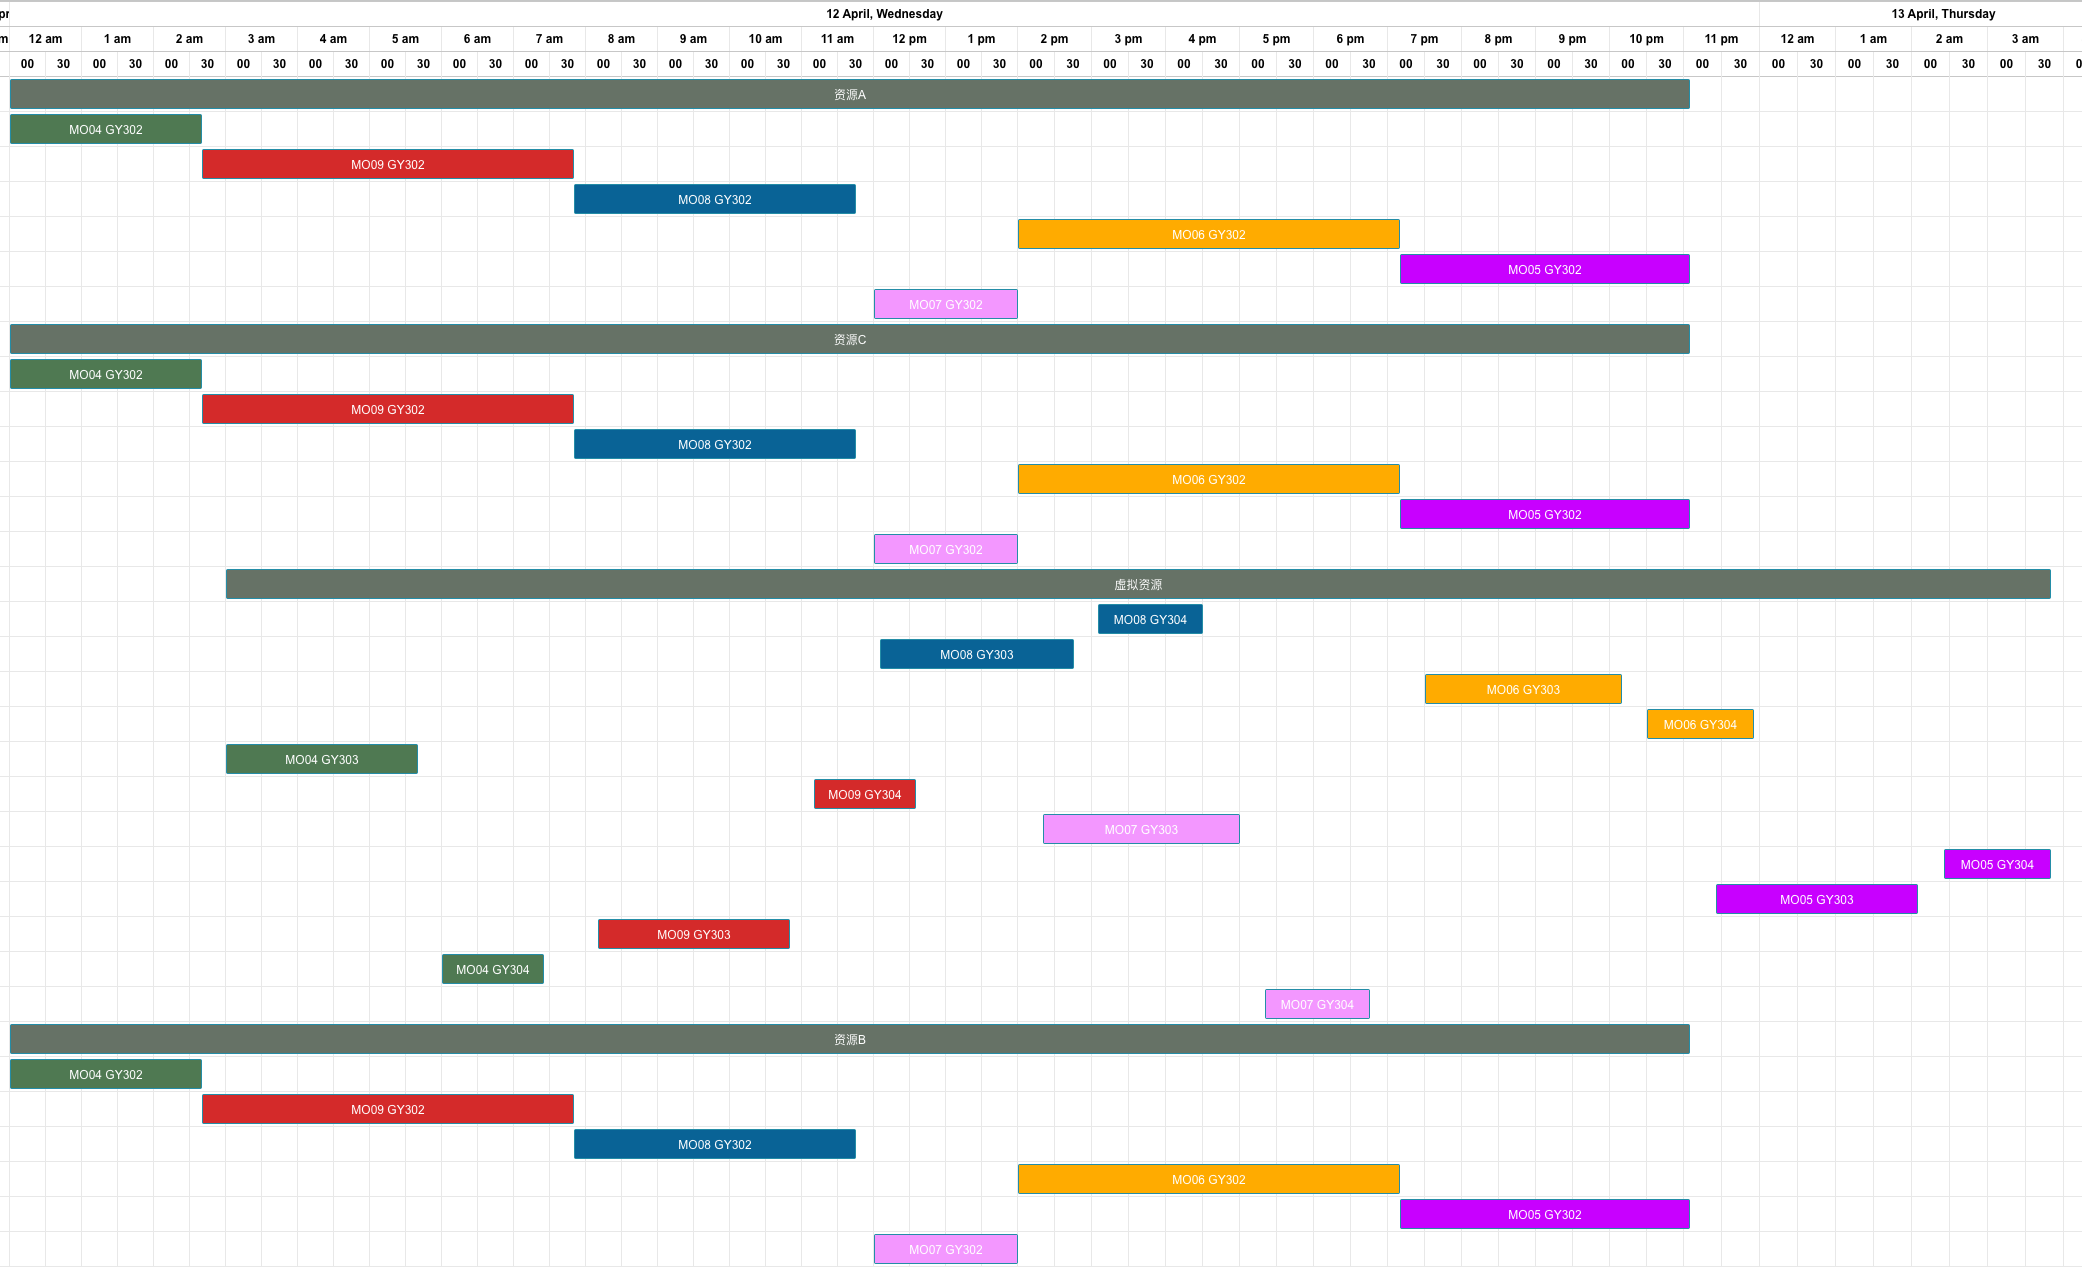 pr 12 April, Wednesday 13 April, Thursday
m 12 am 1 am 2 am 3 am 4 am 5 am 6 am 7 am 8 am 9 am 10 am 11 am 12 pm 1 pm 2 pm 3 pm 4 pm 5 pm 6 pm 7 pm 8 pm 9 pm 10 pm 11 pm 12 am 1 am 2 am 3 am
00 30 00 30 00 30 00 30 00 30 00 30 00 30 00 30 00 30 00 30 00 30 00 30 00 30 00 30 00 30 00 30 00 30 00 30 00 30 00 30 00 30 00 30 00 30 00 30 00 30 00 30 00 30 00 30 0
资源A
MO04 GY302
MO09 GY302
MO08 GY302
MO06 GY302
MO05 GY302
MO07 GY302
资源C
MO04 GY302
MO09 GY302
MO08 GY302
MO06 GY302
MO05 GY302
MO07 GY302
虚拟资源
MO08 GY304
MO08 GY303
MO06 GY303
MO06 GY304
MO04 GY303
MO09 GY304
MO07 GY303
MO05 GY304
MO05 GY303
MO09 GY303
MO04 GY304
MO07 GY304
资源B
MO04 GY302
MO09 GY302
MO08 GY302
MO06 GY302
MO05 GY302
MO07 GY302